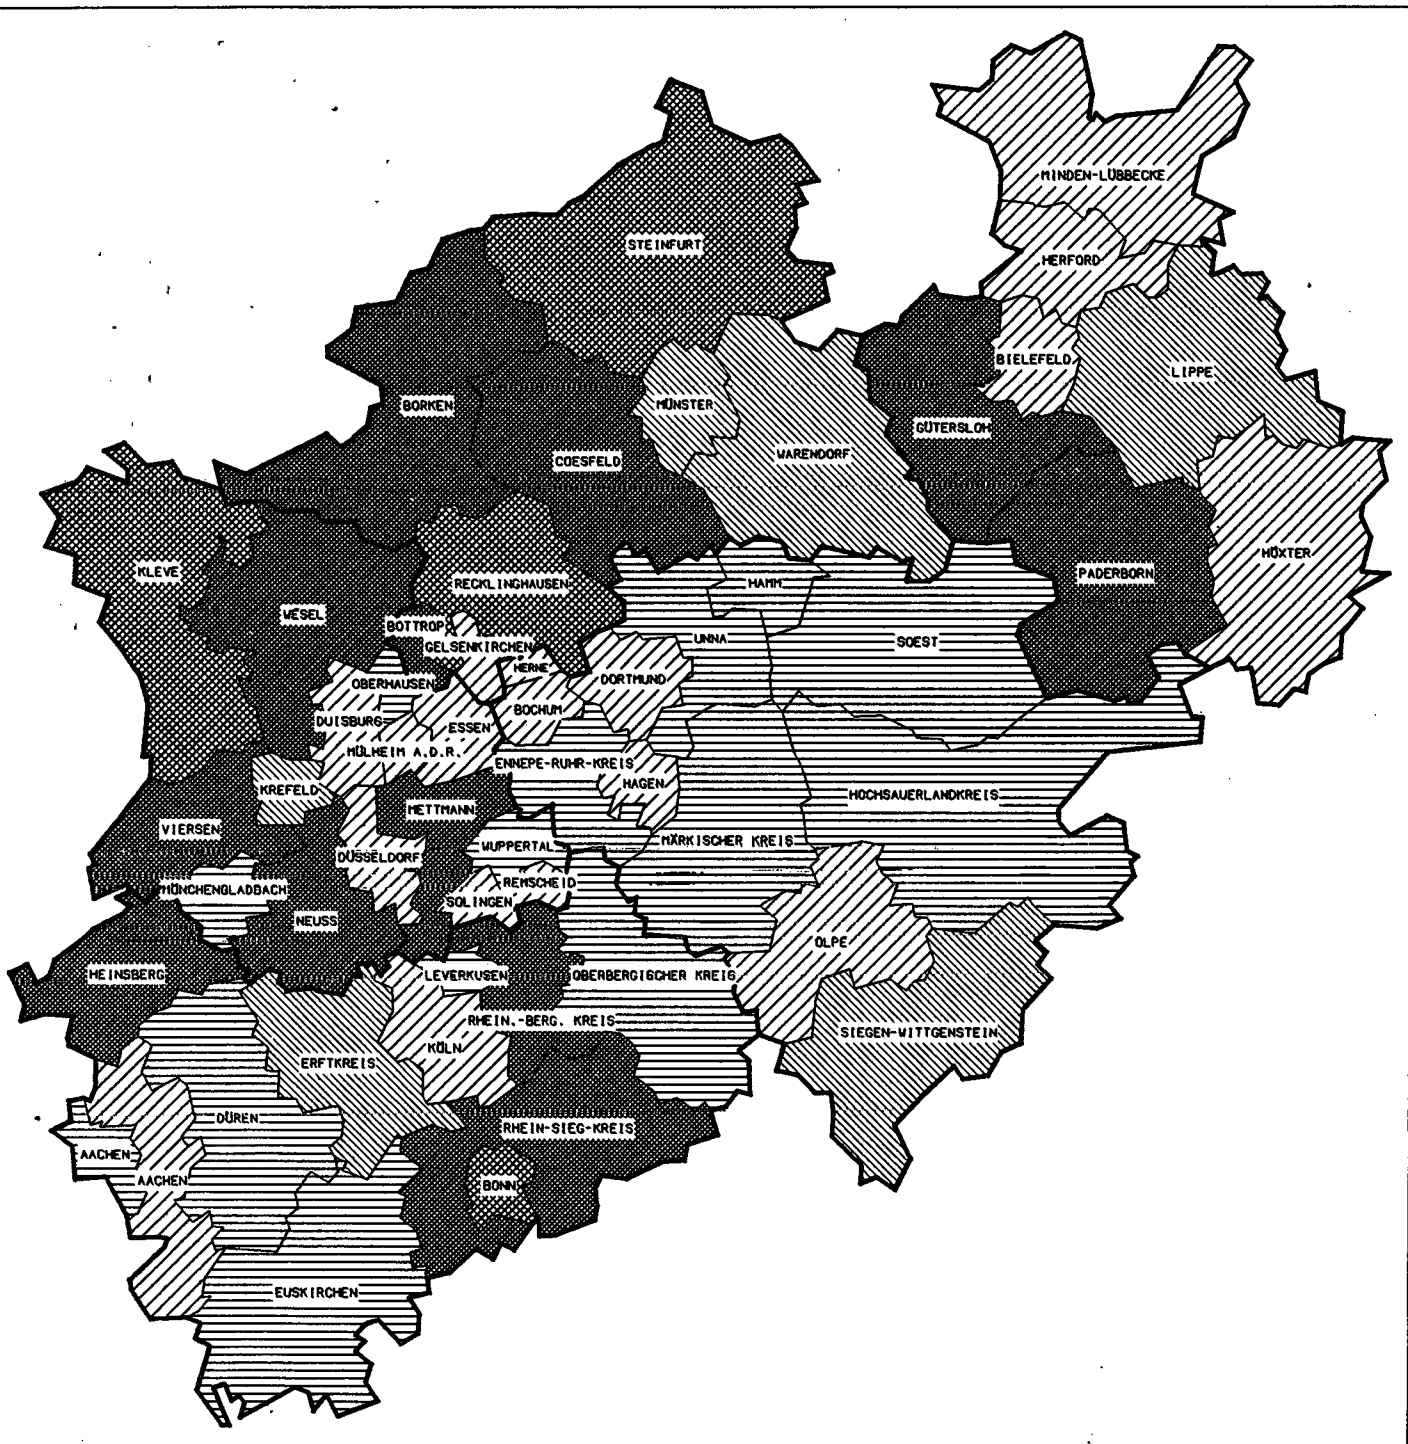 MINDEN-LÜBBECKE
STEINFURT
HERFORD
BIELEFELD
LIPPE
BORKEN
MÜNSTER
GÜTERSLOH
COESFELD
WARENDORF
HÖXTER
KLEVE
RECKLINGHAUSEN
HAMM
PADERBORN
WESEL
BOTTROP
UNNA
SOEST
GELSENKIRCHEN
HERNE
OBERHAUSEN
DORTMUND
DUISBURG
ESSEN
BOCHUM
MÜLHEIM A.D.R.
ENNEPE-RUHR-KREIS
KREFELD
HAGEN
HOCHSAUERLANDKREIS
METTMANN
VIERSEN
WUPPERTAL
MÄRKISCHER KREIS
DÜSSELDORF
MÖNCHENGLADBACH
REMSCHEID
SOLINGEN
NEUSS
OLPE
HEINSBERG
LEVERKUSEN
OBERBERGISCHER KREIS
RHEIN.-BERG. KREIS
SIEGEN-WITTGENSTEIN
KÖLN
ERFTKREIS
DÜREN
RHEIN-SIEG-KREIS
AACHEN
AACHEN
BONN
EUSKIRCHEN